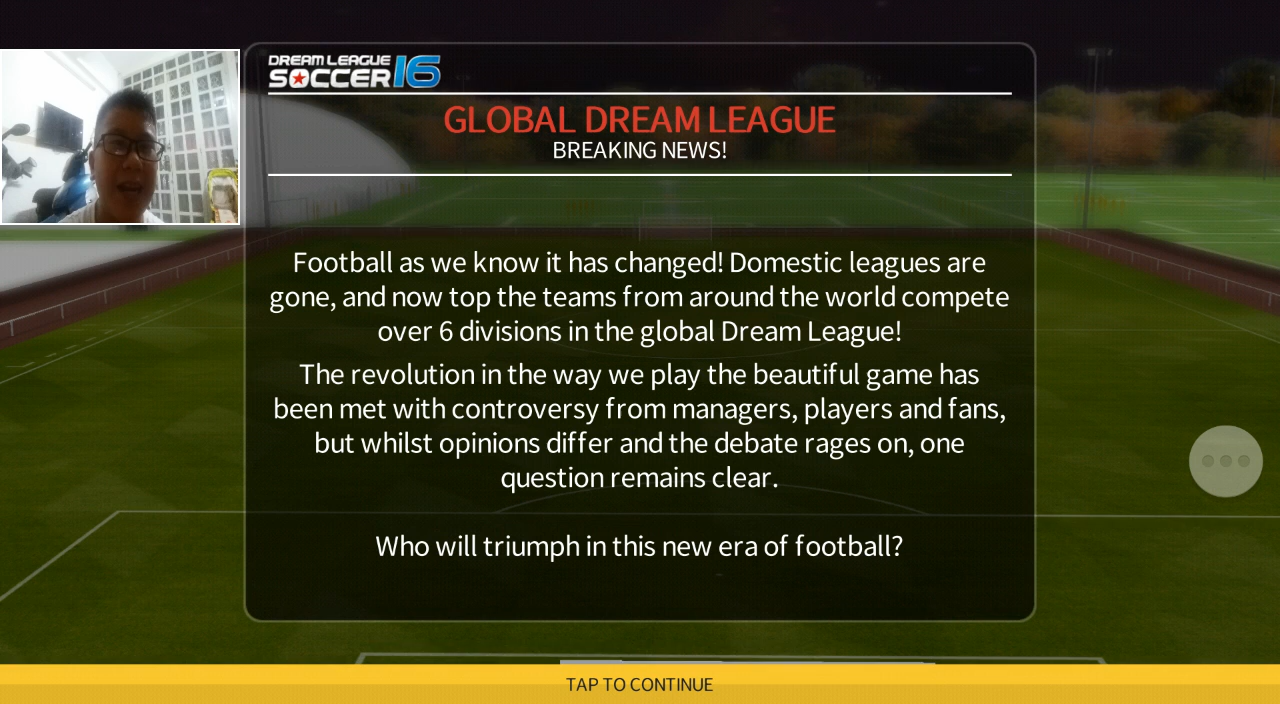 DREAM LEAGUE
SOCCER 16
GLOBAL DREAM LEAGUE
BREAKING NEWS!
Football as we know it has changed! Domestic leagues are
gone, and now top the teams from around the world compete
over 6 divisions in the global Dream League!
The revolution in the way we play the beautiful game has
been met with controversy from managers, players and fans,
but whilst opinions differ and the debate rages on, one
question remains clear.
Who will triumph in this new era of football?
TAP TO CONTINUE